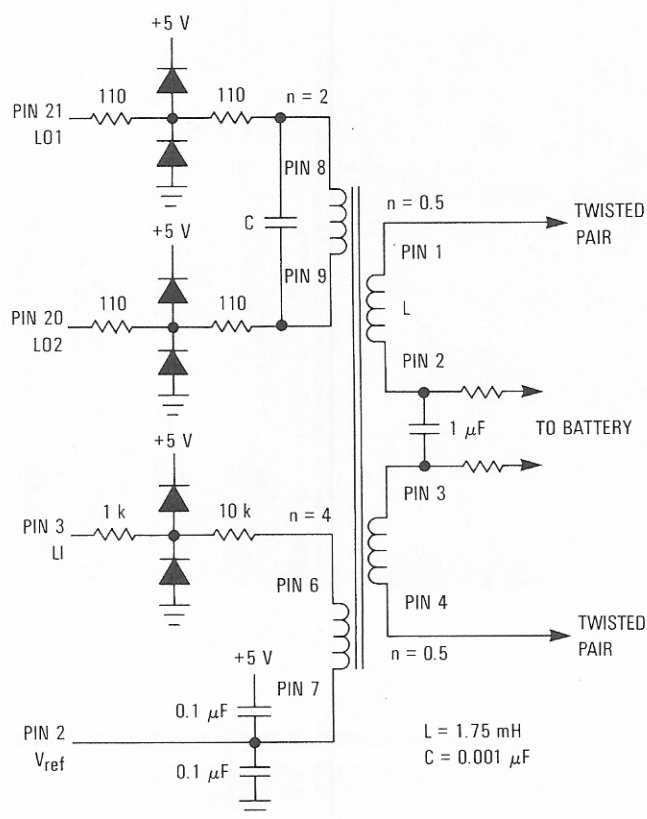 +5 V
110
110
n = 2
PIN 21
LO1
PIN 8
C
n = 0.5
TWISTED
PAIR
+5 V
PIN 1
PIN 9
110
110
L
PIN 20
LO2
PIN 2
1 μF
TO BATTERY
+5 V
PIN 3
1 k
10 k
n = 4
PIN 3
LI
PIN 6
PIN 4
TWISTED
PAIR
n = 0.5
+5 V
PIN 7
0.1 μF
PIN 2
Vref
0.1 μF
L = 1.75 mH
C = 0.001 μF